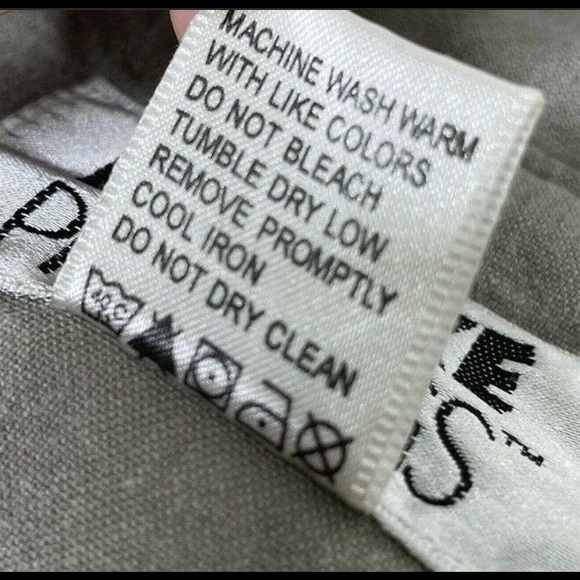 MACHINE WASH WARM
WITH LIKE COLORS
DO NOT BLEACH
TUMBLE DRY LOW
REMOVE PROMPTLY
COOL IRON
DO NOT DRY CLEAN